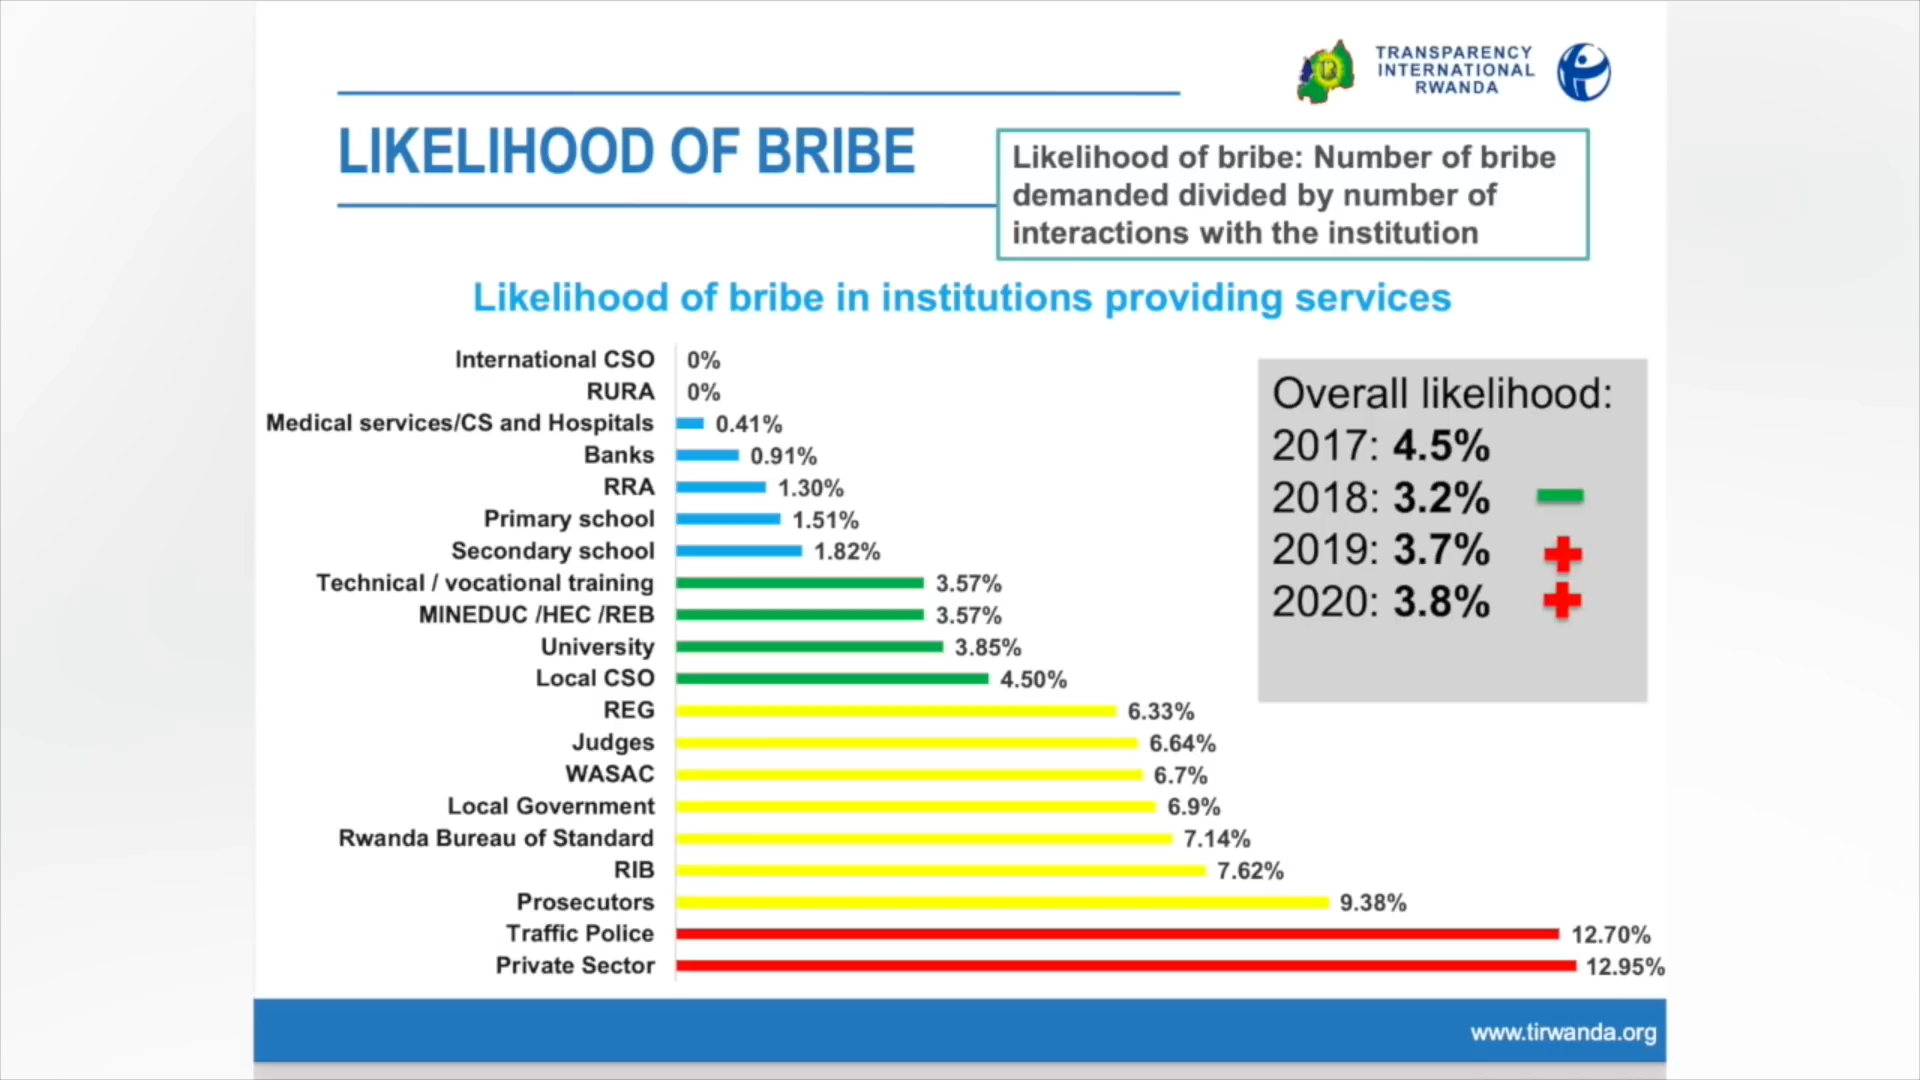 TRANSPARENCY
INTERNATIONAL
RWANDA
LIKELIHOOD OF BRIBE
Likelihood of bribe: Number of bribe
demanded divided by number of
interactions with the institution
Likelihood of bribe in institutions providing services
International CSO 0%
RURA 0%
Medical services/CS and Hospitals 0.41%
Banks 0.91%
RRA 1.30%
Primary school 1.51%
Secondary school 1.82%
Technical / vocational training 3.57%
MINEDUC /HEC /REB 3.57%
University 3.85%
Local CSO 4.50%
REG 6.33%
Judges 6.64%
WASAC 6.7%
Local Government 6.9%
Rwanda Bureau of Standard 7.14%
RIB 7.62%
Prosecutors 9.38%
Traffic Police 12.70%
Private Sector 12.95%
Overall likelihood:
2017: 4.5%
2018: 3.2%
2019: 3.7%
2020: 3.8%
www.tirwanda.org